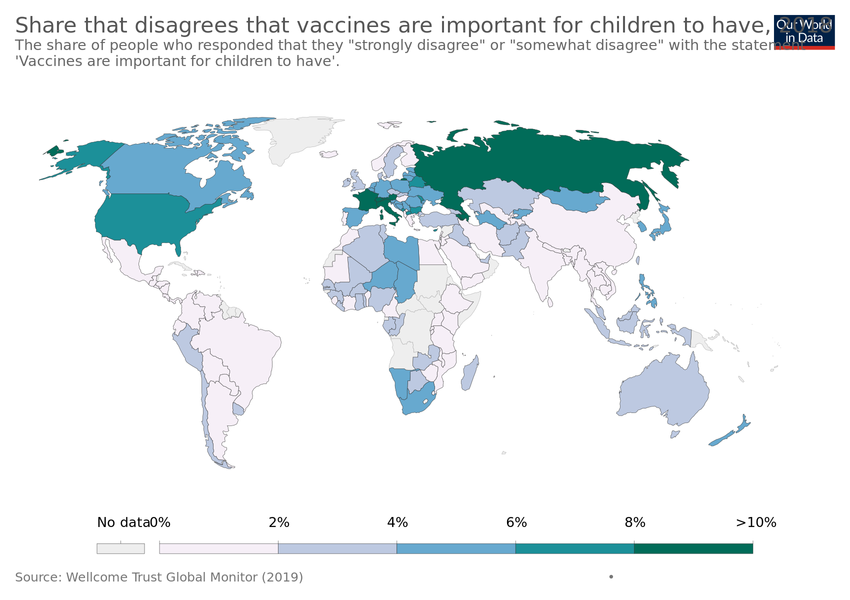 Share that disagrees that vaccines are important for children to have, 2018
Our World
in Data
The share of people who responded that they "strongly disagree" or "somewhat disagree" with the statement
'Vaccines are important for children to have'.
No data
0%
2%
4%
6%
8%
>10%
Source: Wellcome Trust Global Monitor (2019)
•